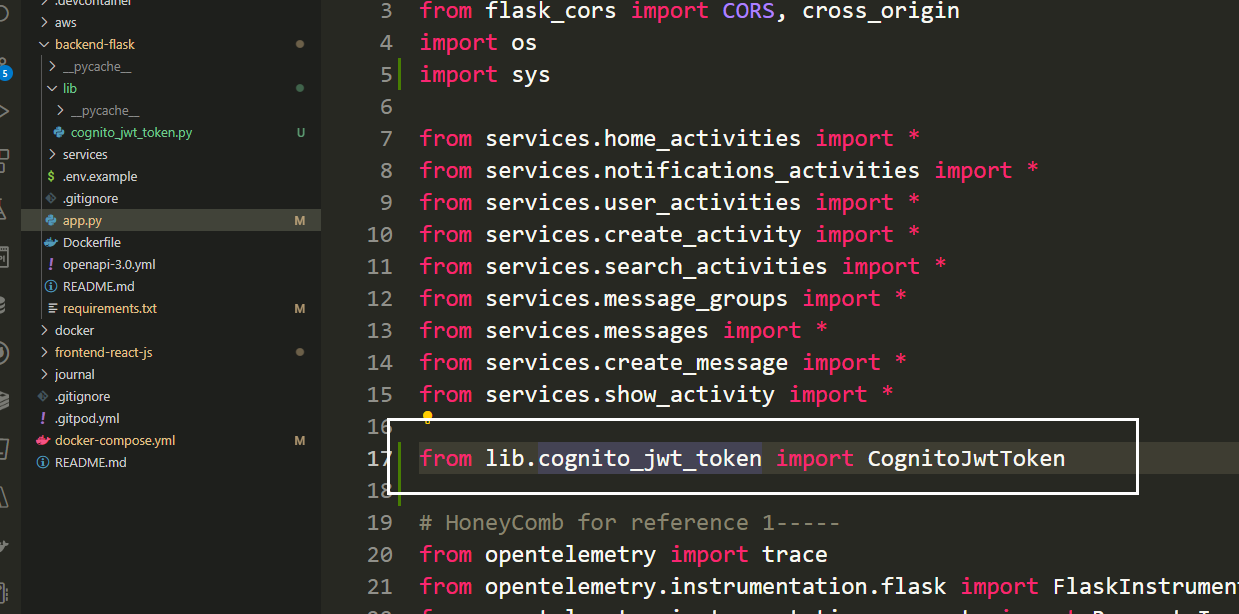 .devcontainer
aws
backend-flask
__pycache__
lib
__pycache__
cognito_jwt_token.py U
services
.env.example
.gitignore
app.py M
Dockerfile
openapi-3.0.yml
README.md
requirements.txt M
docker
frontend-react-js
journal
.gitignore
.gitpod.yml
docker-compose.yml M
README.md
5
3 from flask_cors import CORS, cross_origin
4 import os
5 import sys
6
7 from services.home_activities import *
8 from services.notifications_activities import *
9 from services.user_activities import *
10 from services.create_activity import *
11 from services.search_activities import *
12 from services.message_groups import *
13 from services.messages import *
14 from services.create_message import *
15 from services.show_activity import *
16
17 from lib.cognito_jwt_token import CognitoJwtToken
18
19 # HoneyComb for reference 1-----
20 from opentelemetry import trace
21 from opentelemetry.instrumentation.flask import FlaskInstrumen